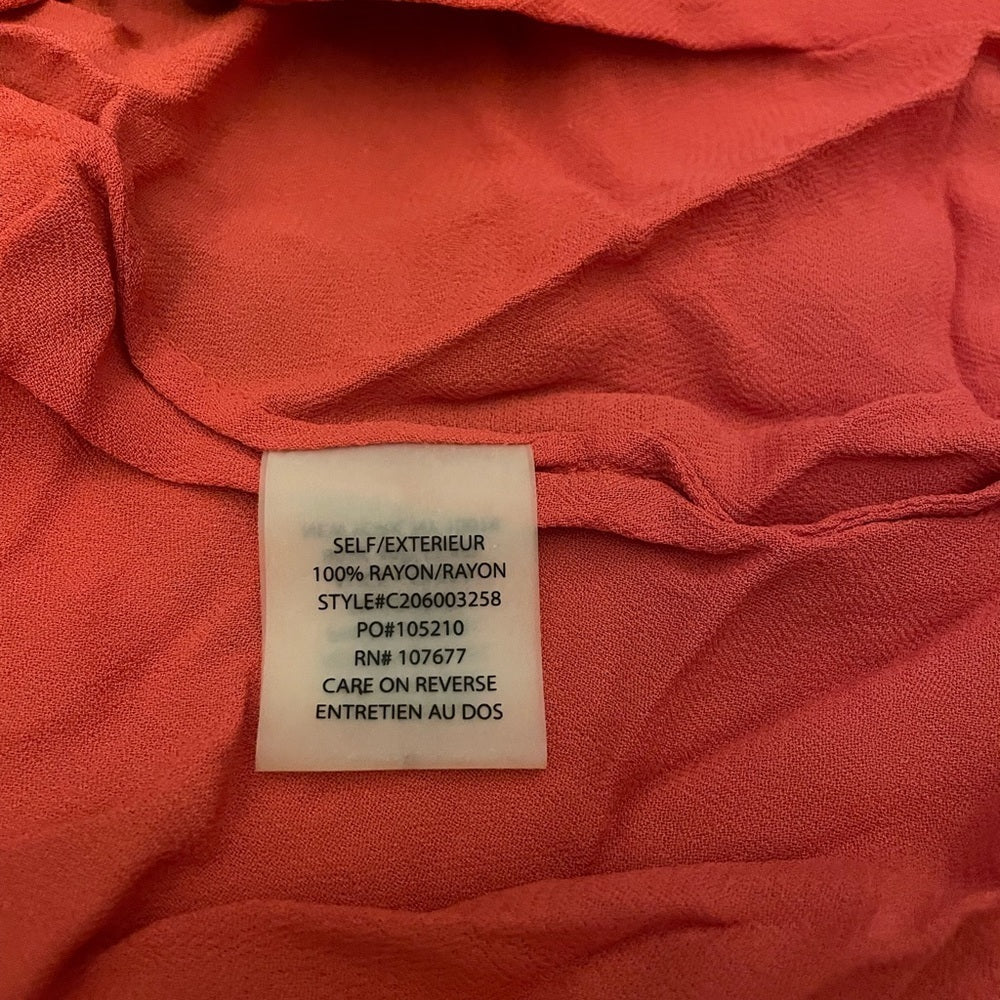 SELF/EXTERIEUR
100% RAYON/RAYON
STYLE#C206003258
PO#105210
RN# 107677
CARE ON REVERSE
ENTRETIEN AU DOS